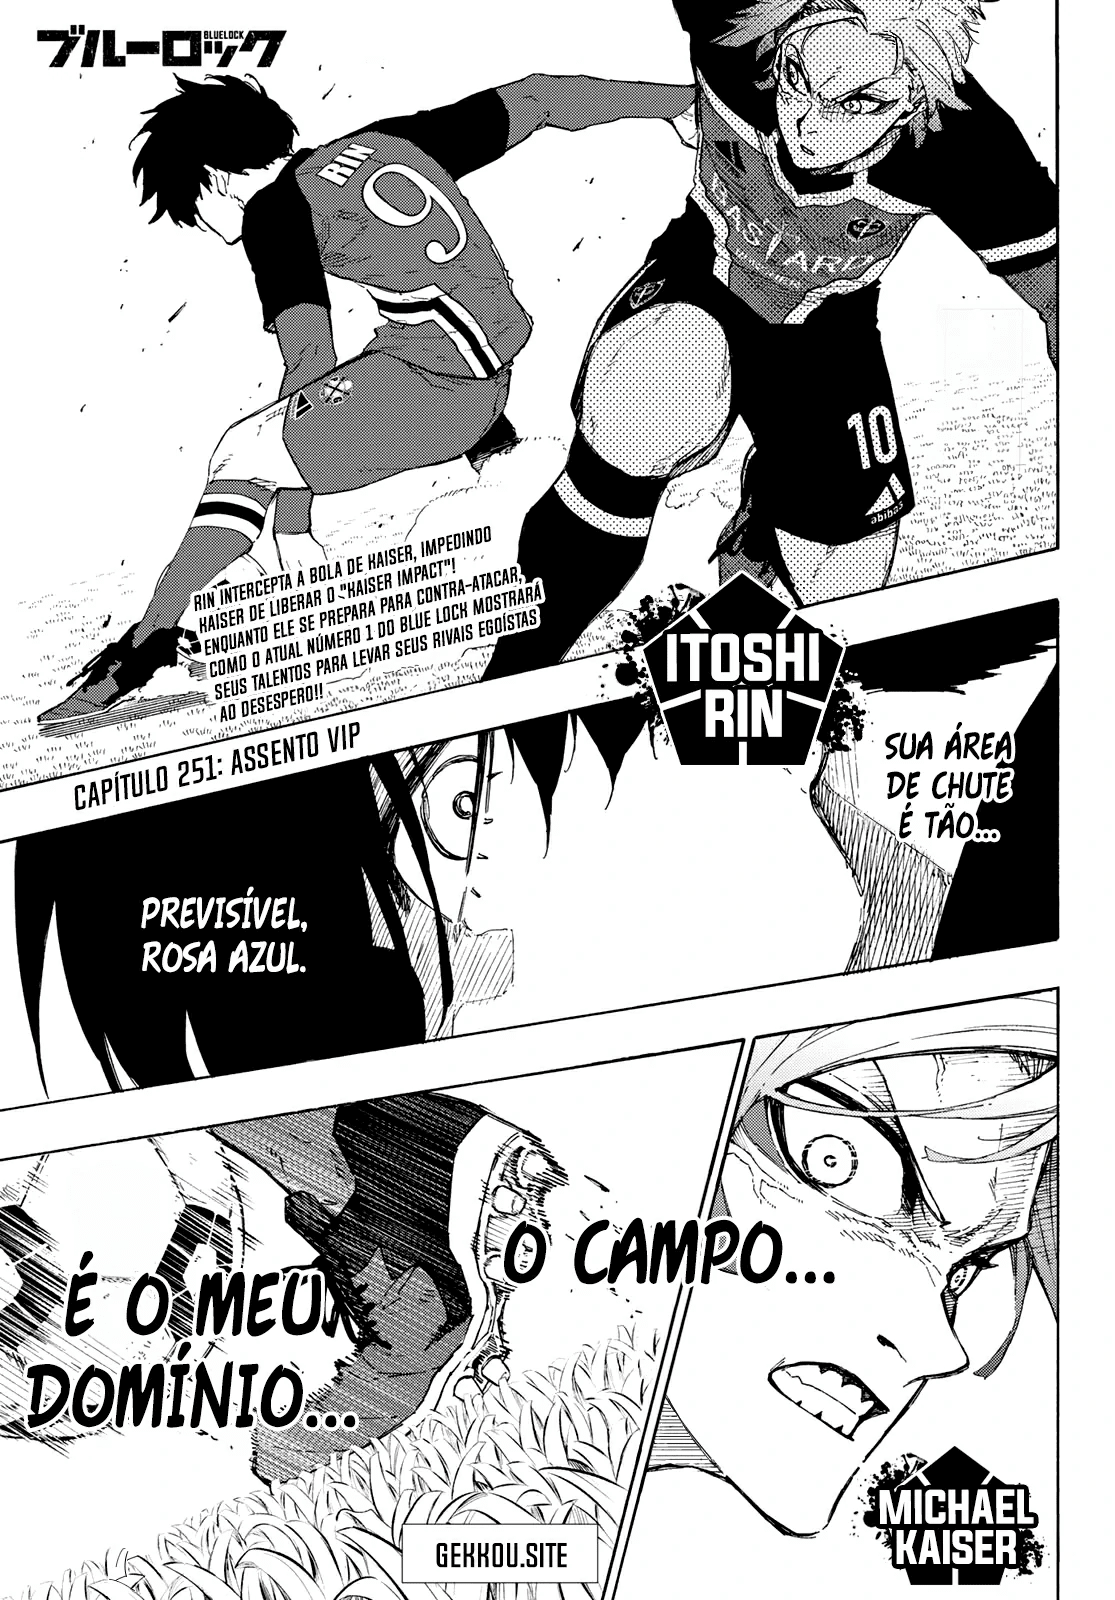 ブルーロック
BLUELOCK
RIN
9
BASTARD
10
abibas
RIN INTERCEPTA A BOLA DE KAISER, IMPEDINDO
KAISER DE LIBERAR O "KAISER IMPACT"!
ENQUANTO ELE SE PREPARA PARA CONTRA-ATACAR,
COMO O ATUAL NÚMERO 1 DO BLUE LOCK MOSTRARÁ
SEUS TALENTOS PARA LEVAR SEUS RIVAIS EGOÍSTAS
AO DESESPERO!!
CAPÍTULO 251: ASSENTO VIP
ITOSHI
RIN
SUA ÁREA
DE CHUTE
É TÃO...
PREVISÍVEL,
ROSA AZUL.
O CAMPO...
É O MEU
DOMÍNIO...
MICHAEL
KAISER
GEKKOU.SITE